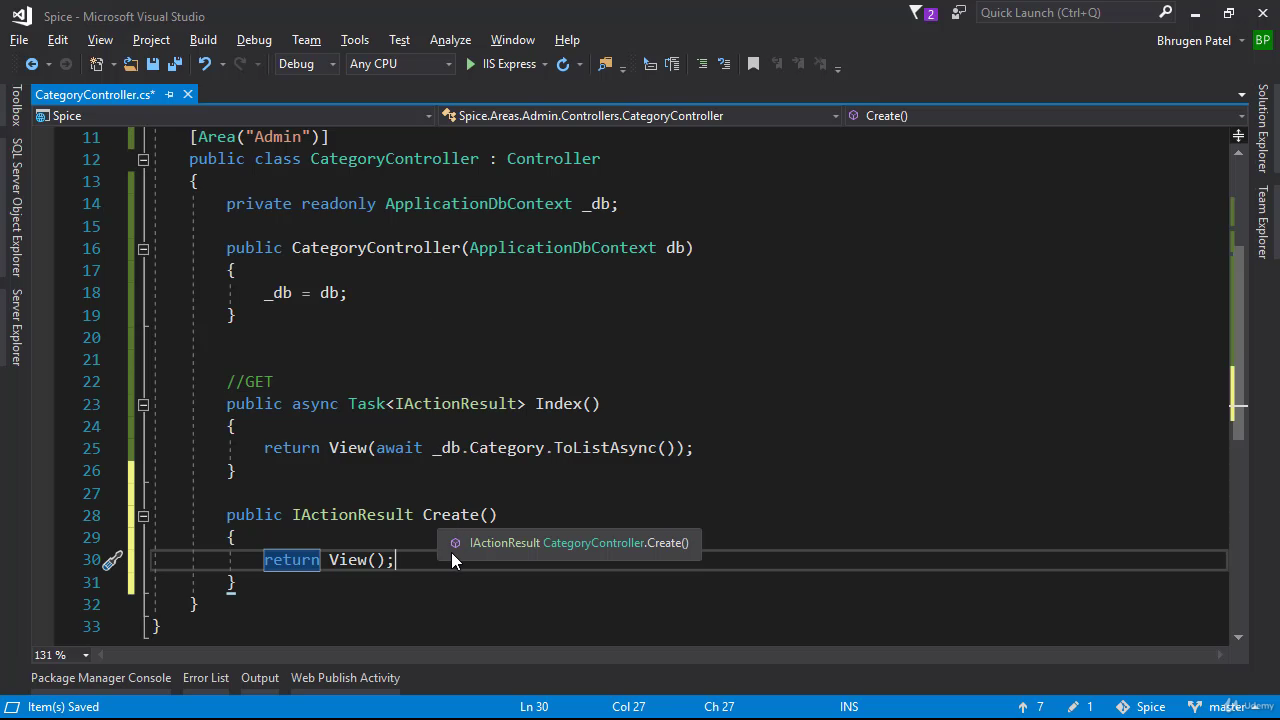 Spice - Microsoft Visual Studio
2
Quick Launch (Ctrl+Q)
File Edit View Project Build Debug Team Tools Test Analyze Window Help
Bhrugen Patel BP
Debug Any CPU IIS Express
CategoryController.cs*
Spice Spice.Areas.Admin.Controllers.CategoryController Create()
Toolbox
SQL Server Object Explorer
Server Explorer
Solution Explorer
Team Explorer
11 [Area("Admin")]
12 public class CategoryController : Controller
13 {
14 private readonly ApplicationDbContext _db;
15
16 public CategoryController(ApplicationDbContext db)
17 {
18 _db = db;
19 }
20
21
22 //GET
23 public async Task<IActionResult> Index()
24 {
25 return View(await _db.Category.ToListAsync());
26 }
27
28 public IActionResult Create()
29 {
IActionResult CategoryController.Create()
30 return View();
31 }
32 }
33 }
131 %
Package Manager Console Error List Output Web Publish Activity
Item(s) Saved Ln 30 Col 27 Ch 27 INS 7 1 Spice master
Udemy